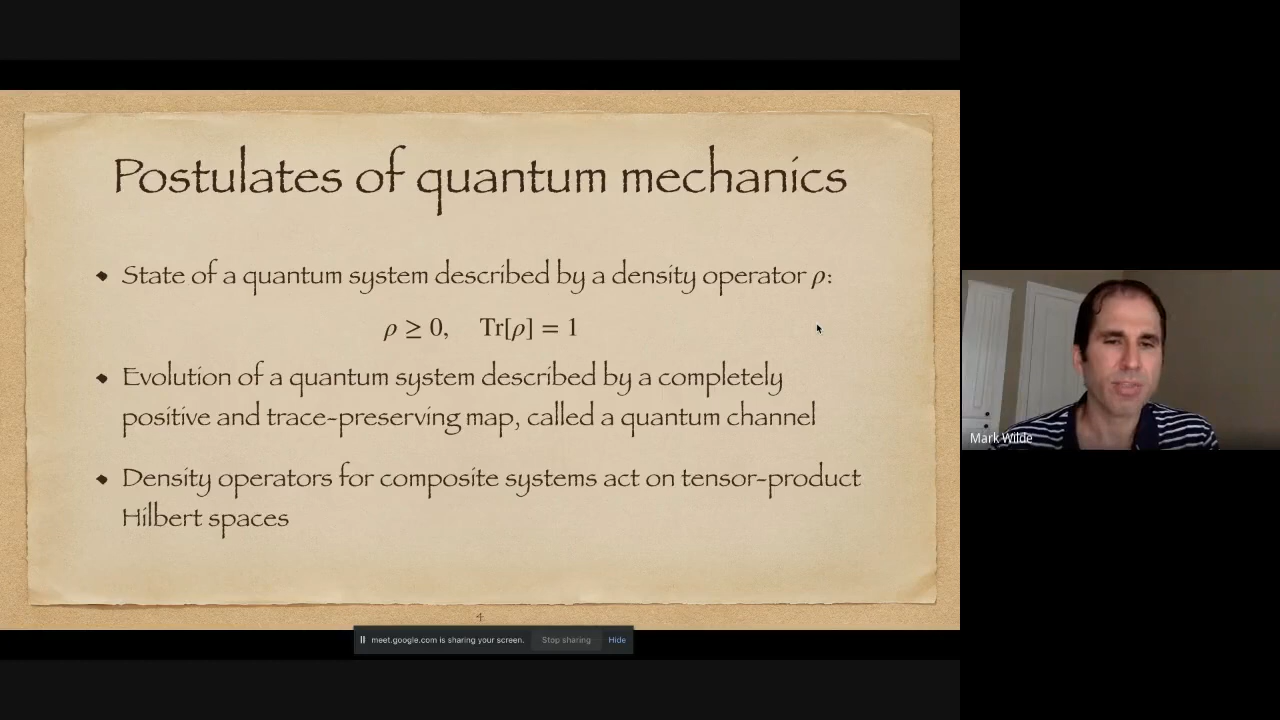 Postulates of quantum mechanics
State of a quantum system described by a density operator ρ:
ρ ≥ 0, Tr[ρ] = 1
Evolution of a quantum system described by a completely
positive and trace-preserving map, called a quantum channel
Density operators for composite systems act on tensor-product
Hilbert spaces
4
meet.google.com is sharing your screen. Stop sharing Hide
Mark Wilde